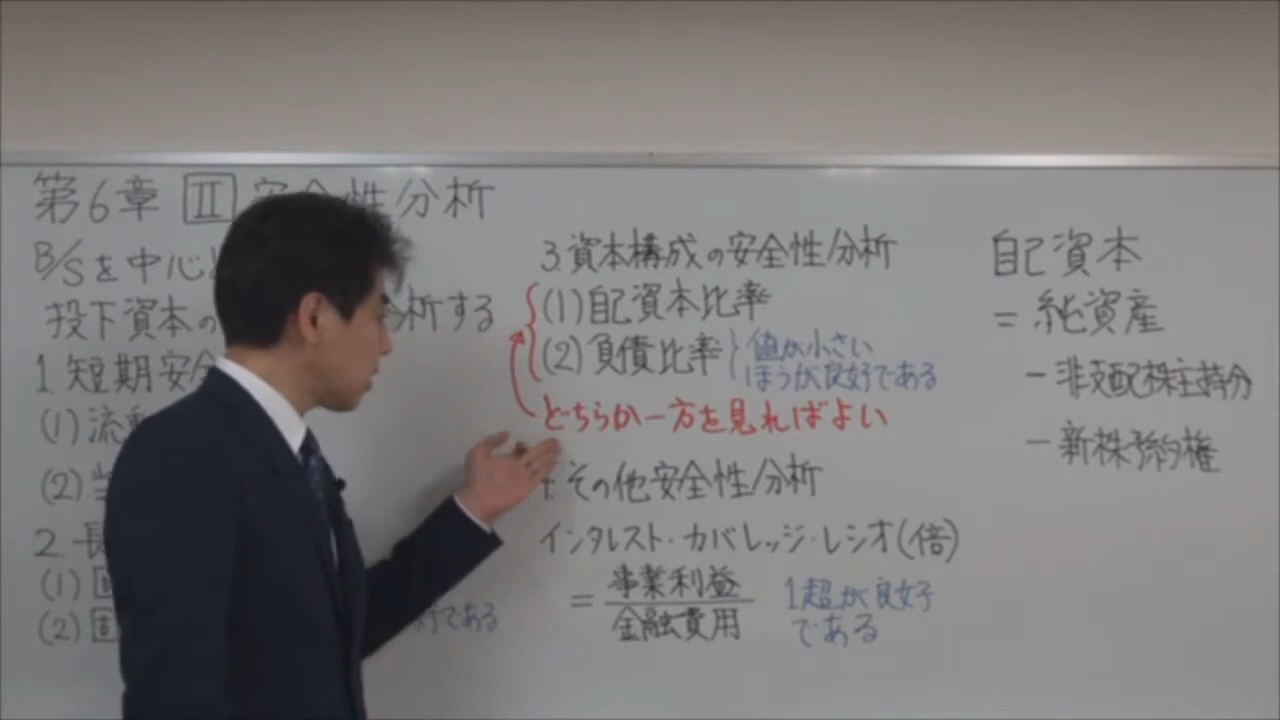 第6章 Ⅱ 安全性分析
B/Sを中心
投下資本の 分析する
1.短期安
(1)流
(2)
2.長
(1)固
(2)固 である
3.資本構成の安全性分析
(1)自己資本比率
(2)負債比率
値が小さい
ほうが良好である
どちらか一方を見ればよい
その他安全性分析
インタレスト・カバレッジ・レシオ(倍)
=事業利益
金融費用
1超が良好
である
自己資本
=純資産
-非支配株主持分
-新株予約権